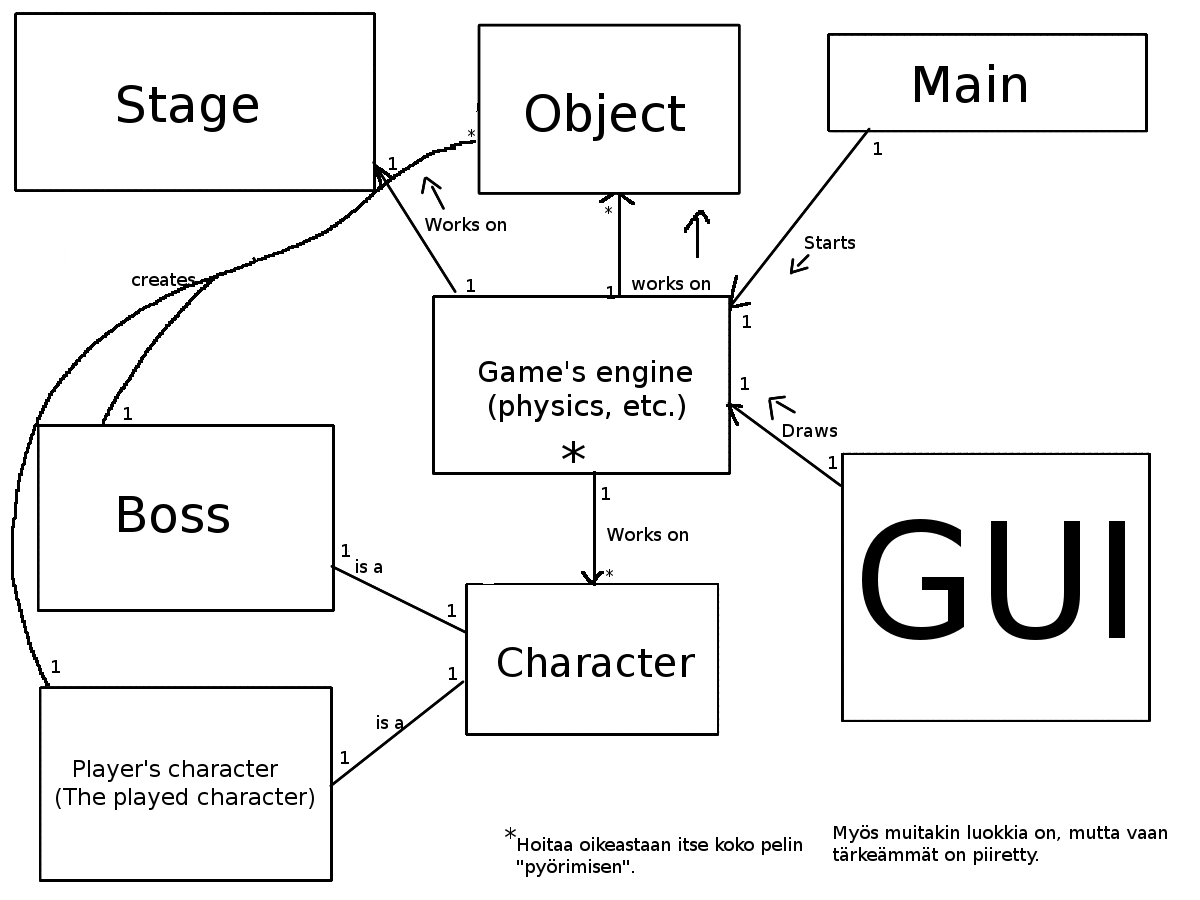 Stage
Object
Main
1
*
1
Works on
*
Starts
creates
1
1
works on
1
1
Game's engine
(physics, etc.)
*
1
Draws
1
1
Boss
1
Works on
*
1
is a
1
GUI
Character
1
1
is a
1
Player's character
(The played character)
*Hoitaa oikeastaan itse koko pelin
"pyörimisen".
Myös muitakin luokkia on, mutta vaan
tärkeämmät on piiretty.